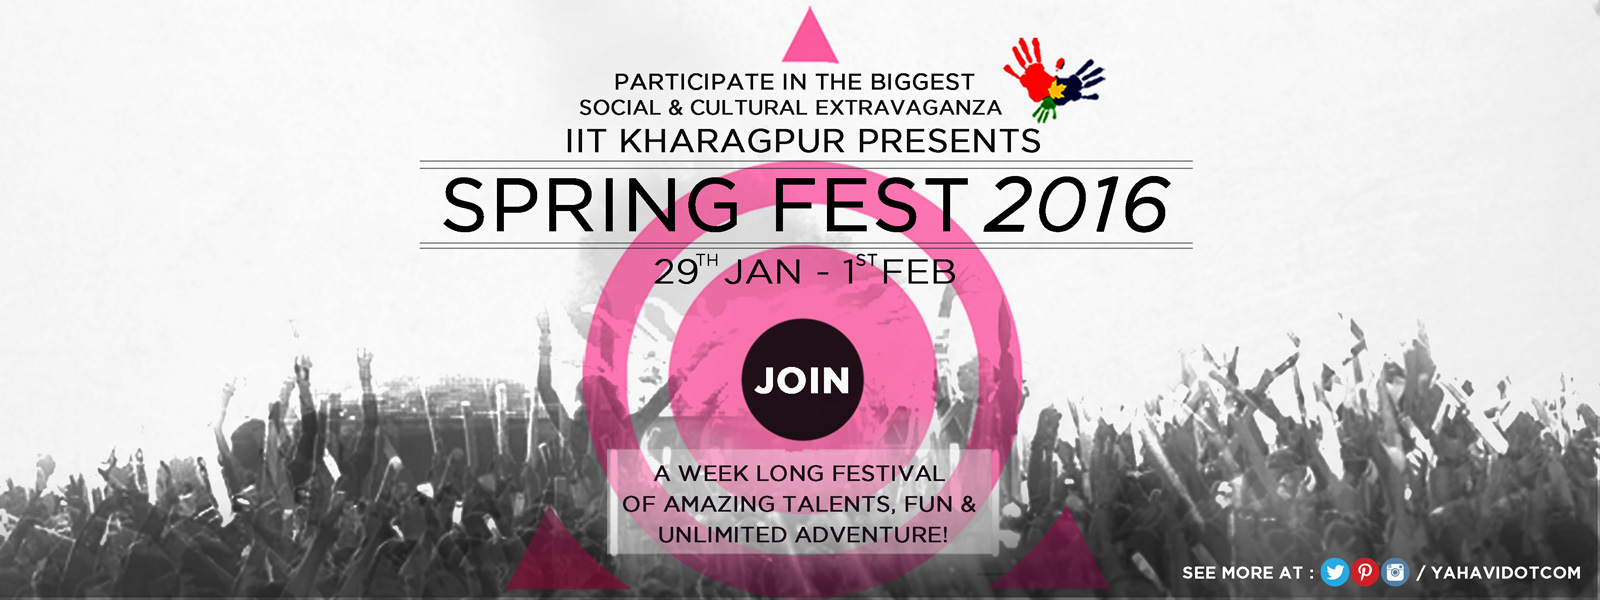 PARTICIPATE IN THE BIGGEST
SOCIAL & CULTURAL EXTRAVAGANZA
IIT KHARAGPUR PRESENTS
SPRING FEST 2016
29TH JAN - 1ST FEB
JOIN
A WEEK LONG FESTIVAL
OF AMAZING TALENTS, FUN &
UNLIMITED ADVENTURE!
SEE MORE AT : / YAHAVIDOTCOM